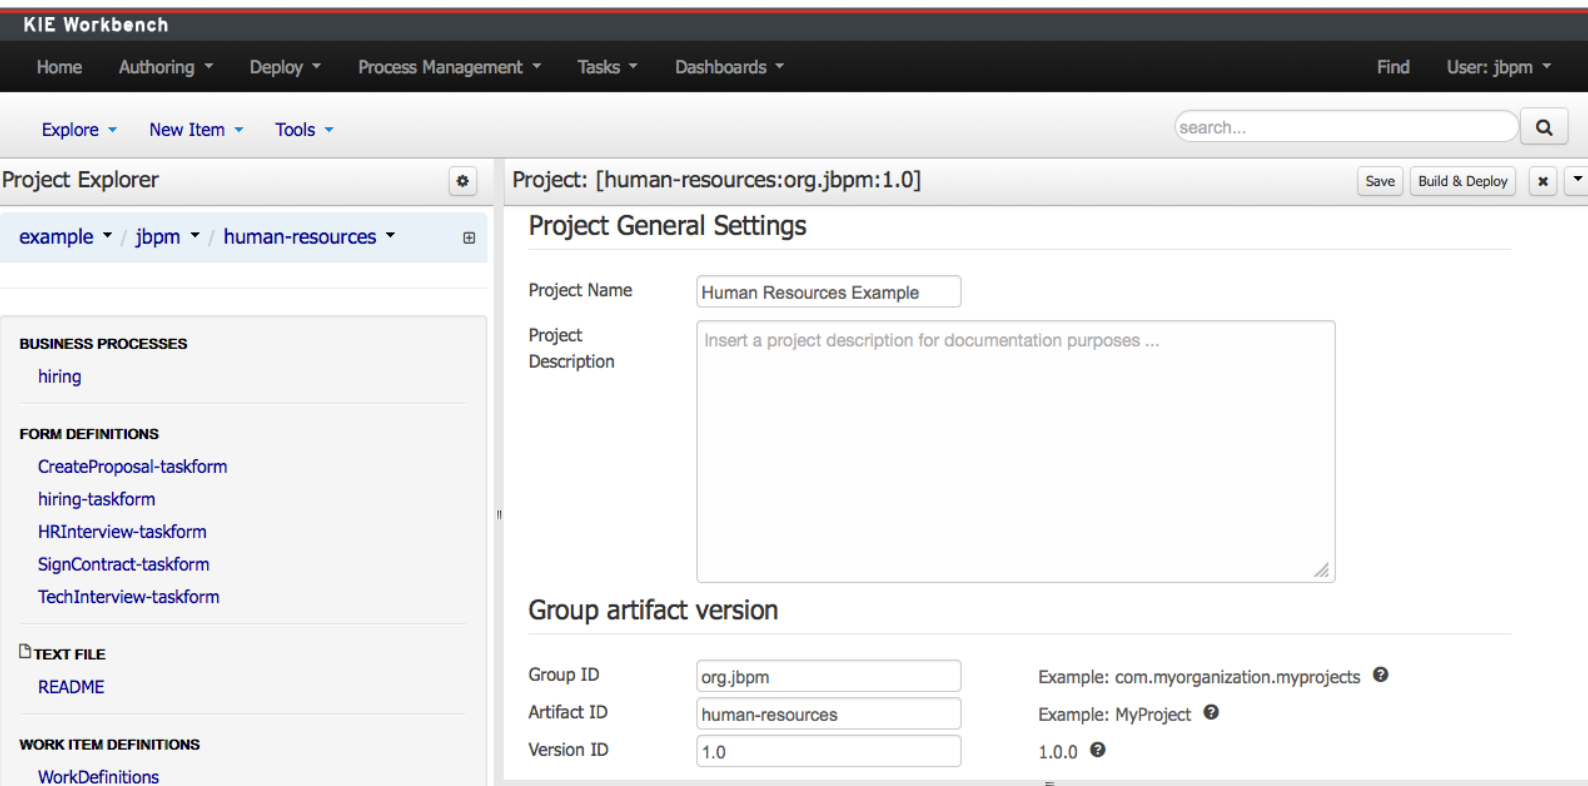 KIE Workbench
Home Authoring Deploy Process Management Tasks Dashboards Find User: jbpm
Explore New Item Tools search...
Project Explorer
example / jbpm / human-resources
BUSINESS PROCESSES
hiring
FORM DEFINITIONS
CreateProposal-taskform
hiring-taskform
HRInterview-taskform
SignContract-taskform
TechInterview-taskform
TEXT FILE
README
WORK ITEM DEFINITIONS
WorkDefinitions
Project: [human-resources:org.jbpm:1.0] Save Build & Deploy
Project General Settings
Project Name Human Resources Example
Project
Description
Insert a project description for documentation purposes ...
Group artifact version
Group ID org.jbpm Example: com.myorganization.myprojects
Artifact ID human-resources Example: MyProject
Version ID 1.0 1.0.0